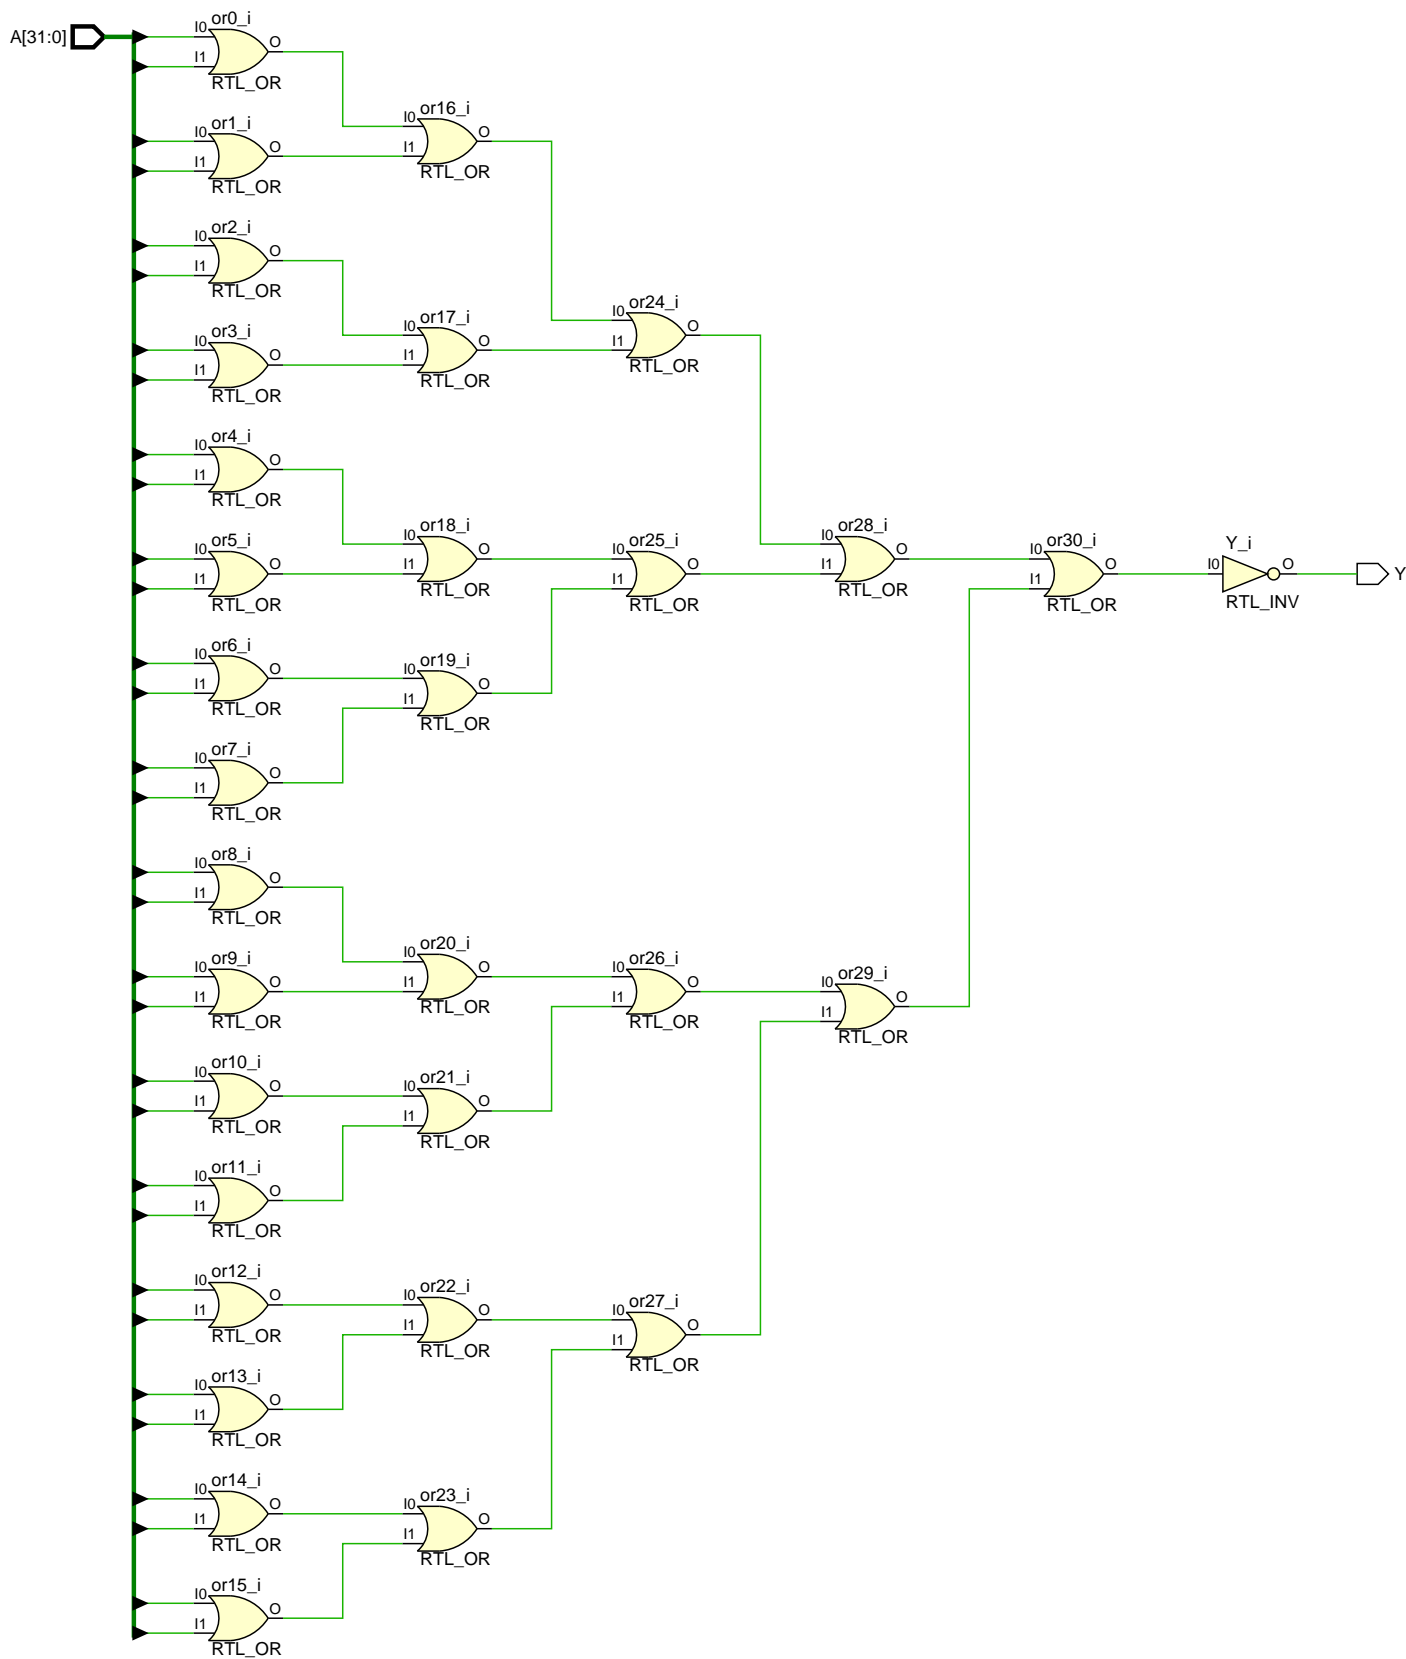 A[31:0]
or0_i
I0
I1
O
RTL_OR
or1_i
I0
I1
O
RTL_OR
or2_i
I0
I1
O
RTL_OR
or3_i
I0
I1
O
RTL_OR
or4_i
I0
I1
O
RTL_OR
or5_i
I0
I1
O
RTL_OR
or6_i
I0
I1
O
RTL_OR
or7_i
I0
I1
O
RTL_OR
or8_i
I0
I1
O
RTL_OR
or9_i
I0
I1
O
RTL_OR
or10_i
I0
I1
O
RTL_OR
or11_i
I0
I1
O
RTL_OR
or12_i
I0
I1
O
RTL_OR
or13_i
I0
I1
O
RTL_OR
or14_i
I0
I1
O
RTL_OR
or15_i
I0
I1
O
RTL_OR
or16_i
I0
I1
O
RTL_OR
or17_i
I0
I1
O
RTL_OR
or18_i
I0
I1
O
RTL_OR
or19_i
I0
I1
O
RTL_OR
or20_i
I0
I1
O
RTL_OR
or21_i
I0
I1
O
RTL_OR
or22_i
I0
I1
O
RTL_OR
or23_i
I0
I1
O
RTL_OR
or24_i
I0
I1
O
RTL_OR
or25_i
I0
I1
O
RTL_OR
or26_i
I0
I1
O
RTL_OR
or27_i
I0
I1
O
RTL_OR
or28_i
I0
I1
O
RTL_OR
or29_i
I0
I1
O
RTL_OR
or30_i
I0
I1
O
RTL_OR
Y_i
I0
O
RTL_INV
Y